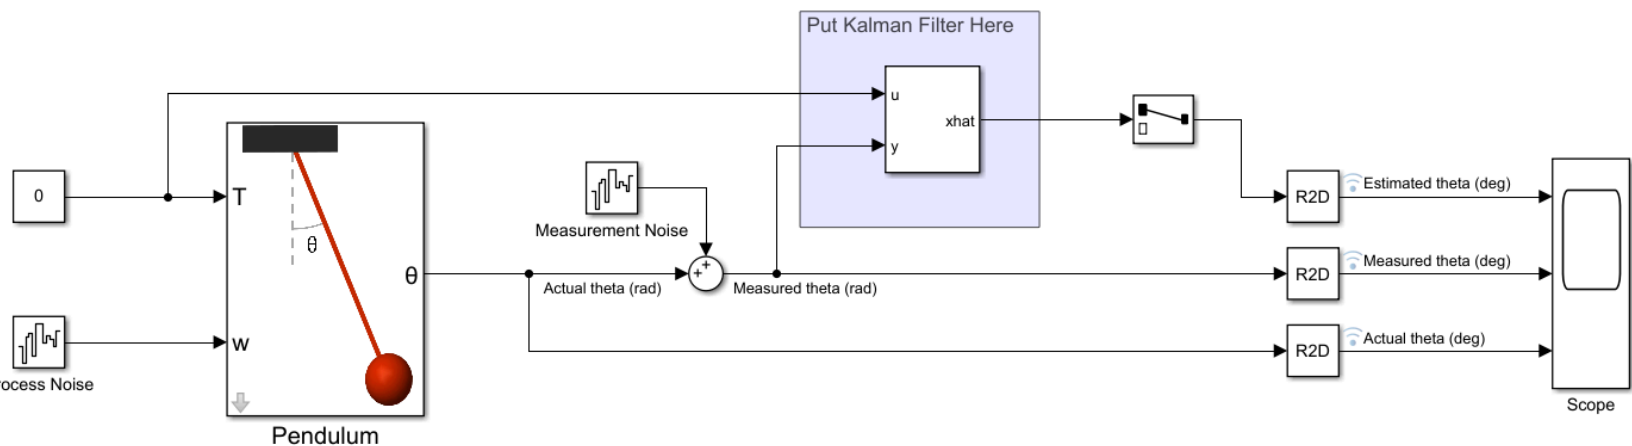 Put Kalman Filter Here
u
xhat
y
0
T
θ
Measurement Noise
θ
w
Actual theta (rad)
+
+
Measured theta (rad)
R2D
Estimated theta (deg)
R2D
Measured theta (deg)
R2D
Actual theta (deg)
rocess Noise
Pendulum
Scope